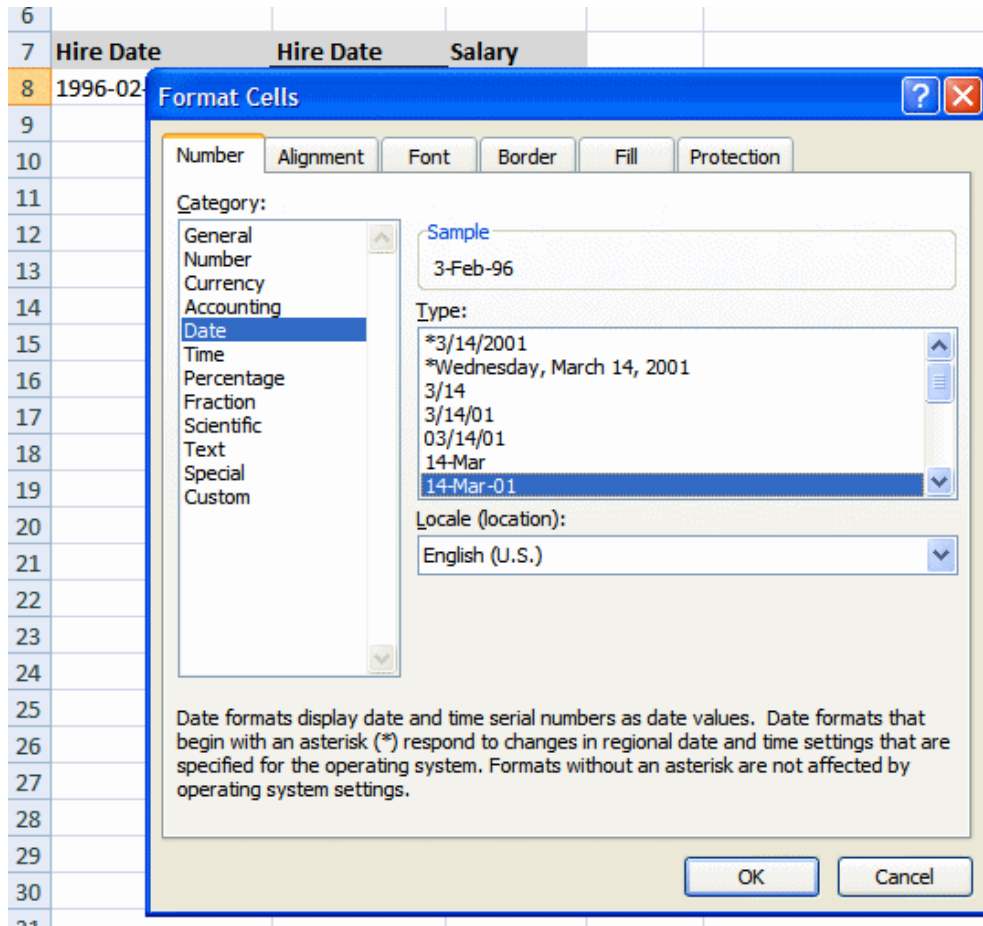 6
7 Hire Date Hire Date Salary
8 1996-02-
Format Cells
9
Number Alignment Font Border Fill Protection
10
11
Category:
12
General
Sample
Number
13
3-Feb-96
Currency
14
Accounting
Type:
Date
15
*3/14/2001
Time
*Wednesday, March 14, 2001
16
Percentage
3/14
Fraction
3/14/01
17
Scientific
03/14/01
18
Text
14-Mar
Special
14-Mar-01
19
Custom
20
Locale (location):
21
English (U.S.)
22
23
24
25
Date formats display date and time serial numbers as date values. Date formats that
26
begin with an asterisk (*) respond to changes in regional date and time settings that are
specified for the operating system. Formats without an asterisk are not affected by
27
operating system settings.
28
29
OK Cancel
30